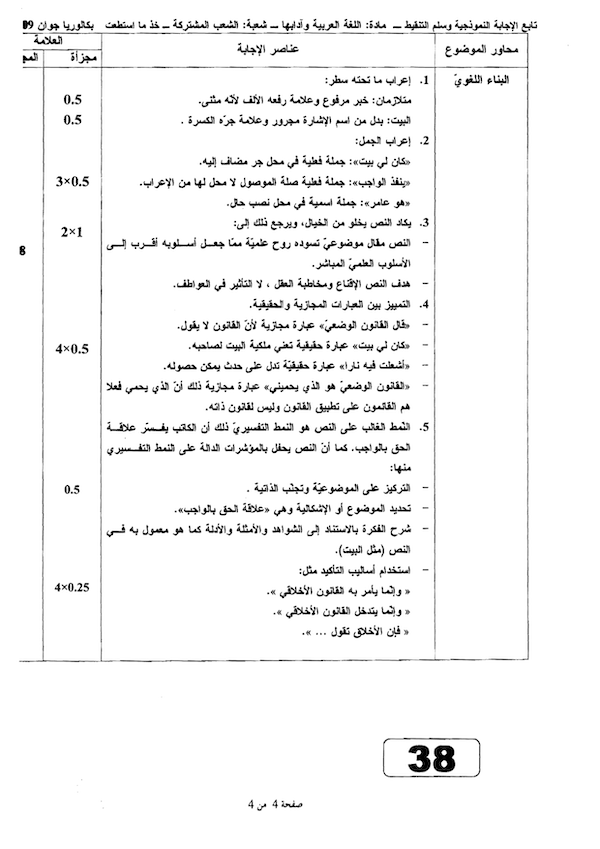 تابع الإجابة النموذجية وسلم التنقيط ــ مادة: اللغة العربية وآدابها ــ شعبة: الشعب المشتركة ــ خذ ما استطعت بكالوريا جوان 09
محاور الموضوع
عناصر الإجابة
العلامة
مجزأة
المج
البناء اللغويّ
1. إعراب ما تحته سطر:
متلازمان: خبر مرفوع وعلامة رفعه الألف لأنه مثنى.
0.5
البيت: بدل من اسم الإشارة مجرور وعلامة جرّه الكسرة .
0.5
2. إعراب الجمل:
«كان لي بيت»: جملة فعلية في محل جر مضاف إليه.
«ينفذ الواجب»: جملة فعلية صلة الموصول لا محل لها من الإعراب.
3×0.5
«هو عامر»: جملة اسمية في محل نصب حال.
3. يكاد النص يخلو من الخيال، ويرجع ذلك إلى:
2×1
– النص مقال موضوعيّ تسوده روح علميّة ممّا جعل أسلوبه أقرب إلى
8
الأسلوب العلميّ المباشر.
– هدف النص الإقناع ومخاطبة العقل ، لا التأثير في العواطف.
4. التمييز بين العبارات المجازية والحقيقية.
– «قال القانون الوضعيّ» عبارة مجازية لأنّ القانون لا يقول.
– «كان لي بيت» عبارة حقيقية تعني ملكية البيت لصاحبه.
4×0.5
– «أشعلت فيه نارا» عبارة حقيقيّة تدل على حدث يمكن حصوله.
– «القانون الوضعيّ هو الذي يحميني» عبارة مجازية ذلك أنّ الذي يحمي فعلا
هم القائمون على تطبيق القانون وليس لقانون ذاته.
5. النّمط الغالب على النص هو النمط التفسيريّ ذلك أن الكاتب يفسّر علاقة
الحق بالواجب. كما أنّ النص يحفل بالمؤشرات الدالة على النمط التفسيري
منها:
– التركيز على الموضوعيّة وتجنّب الذاتية .
0.5
– تحديد الموضوع أو الإشكالية وهي «علاقة الحق بالواجب».
– شرح الفكرة بالاستناد إلى الشواهد والأمثلة والأدلة كما هو معمول به في
النص (مثل البيت).
– استخدام أساليب التأكيد مثل:
« وإنّما يأمر به القانون الأخلاقي ».
4×0.25
« وإنما يتدخل القانون الأخلاقي ».
« فإن الأخلاق تقول ... ».
38
صفحة 4 من 4